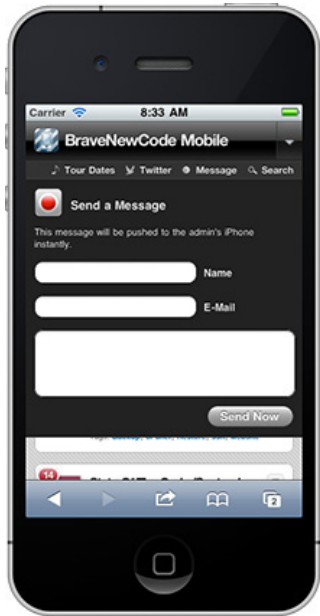 Carrier 8:33 AM
BraveNewCode Mobile
Tour Dates Twitter Message Search
Send a Message
This message will be pushed to the admin's iPhone
instantly.
Name
E-Mail
Send Now
14
2